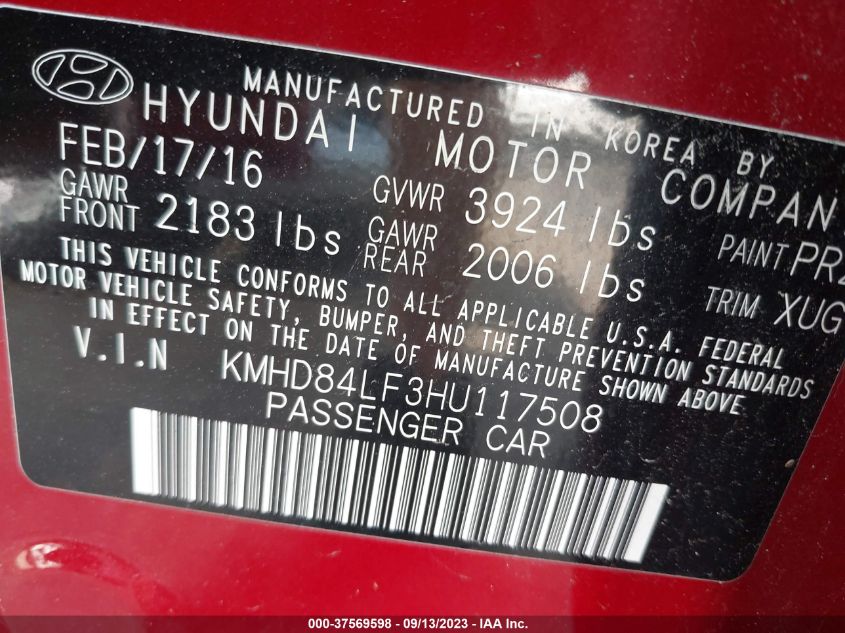 MANUFACTURED IN KOREA BY
HYUNDAI MOTOR COMPAN
FEB/17/16 GVWR 3924 lbs PAINT PR2
GAWR FRONT 2183 lbs GAWR REAR 2006 lbs TRIM XUG
THIS VEHICLE CONFORMS TO ALL APPLICABLE U.S.A. FEDERAL
MOTOR VEHICLE SAFETY, BUMPER, AND THEFT PREVENTION STANDARDS
IN EFFECT ON THE DATE OF MANUFACTURE SHOWN ABOVE
V.I.N KMHD84LF3HU117508
PASSENGER CAR
000-37569598 - 09/13/2023 - IAA Inc.